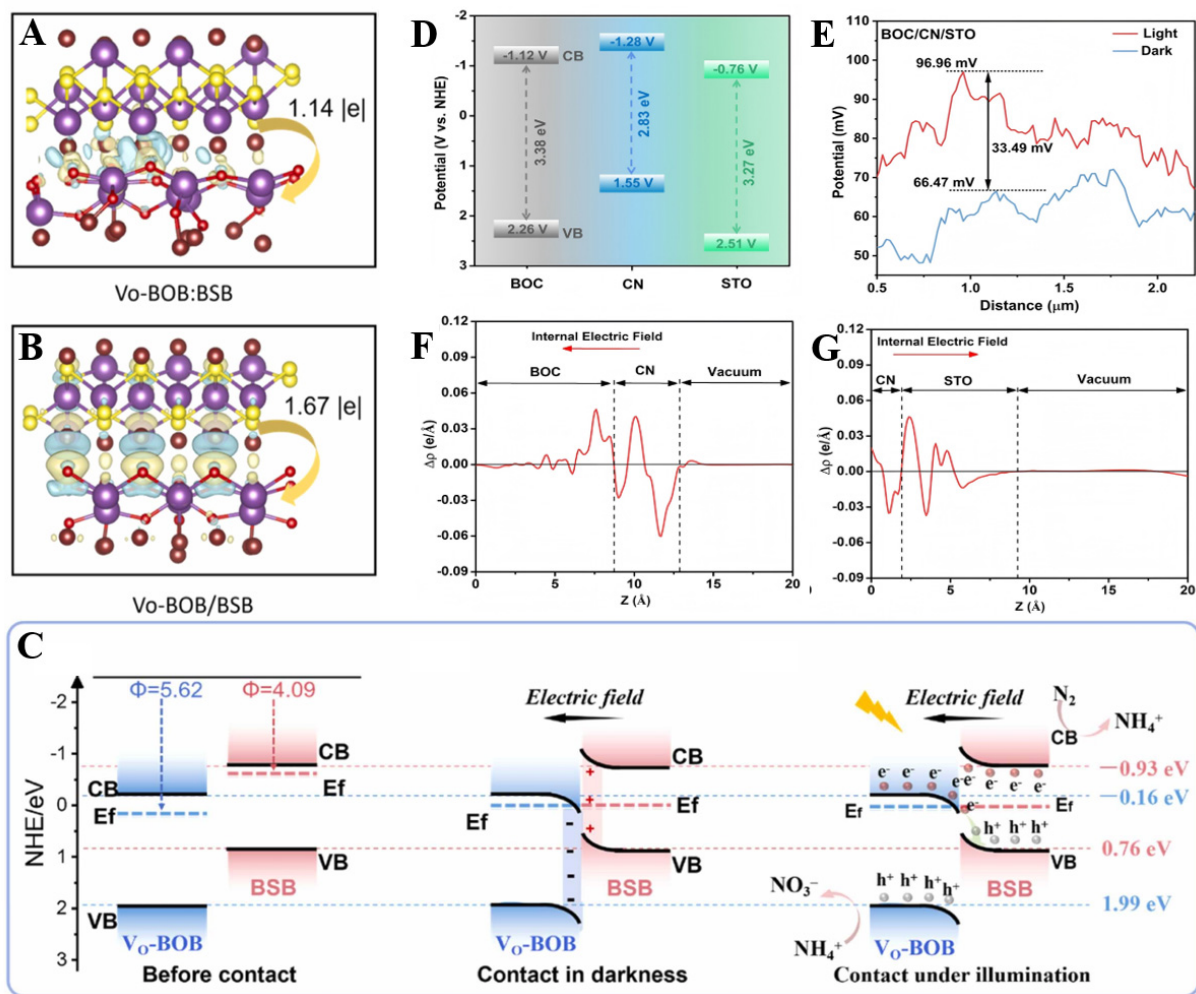 A
1.14 |e|
Vo-BOB:BSB
B
1.67 |e|
Vo-BOB/BSB
D
Potential (V vs. NHE)
-2
-1
0
1
2
3
-1.12 V
CB
3.38 eV
2.26 V
VB
BOC
-1.28 V
2.83 eV
1.55 V
CN
-0.76 V
3.27 eV
2.51 V
STO
E
BOC/CN/STO
Light
Dark
Potential (mV)
110
100
90
80
70
60
50
96.96 mV
33.49 mV
66.47 mV
0.5
1.0
1.5
2.0
Distance (μm)
F
Internal Electric Field
BOC
CN
Vacuum
Δρ (e/Å)
0.12
0.09
0.06
0.03
0.00
-0.03
-0.06
-0.09
0
5
10
15
20
Z (Å)
G
Internal Electric Field
CN
STO
Vacuum
Δρ (e/Å)
0.12
0.09
0.06
0.03
0.00
-0.03
-0.06
-0.09
0
5
10
15
20
Z (Å)
C
NHE/eV
-2
-1
0
1
2
3
Φ=5.62
Φ=4.09
CB
CB
Ef
Ef
VB
BSB
VB
V<sub>O</sub>-BOB
Before contact
Electric field
CB
+
+
+
-
-
-
-
Ef
Ef
VB
BSB
V<sub>O</sub>-BOB
Contact in darkness
Electric field
N₂
CB
NH₄⁺
-0.93 eV
e⁻ e⁻ e⁻ e⁻ e⁻ e⁻ e⁻ e⁻
-0.16 eV
Ef
e⁻
Ef
h⁺ h⁺ h⁺ h⁺
0.76 eV
VB
BSB
NO₃⁻
h⁺ h⁺ h⁺ h⁺
1.99 eV
NH₄⁺
V<sub>O</sub>-BOB
Contact under illumination